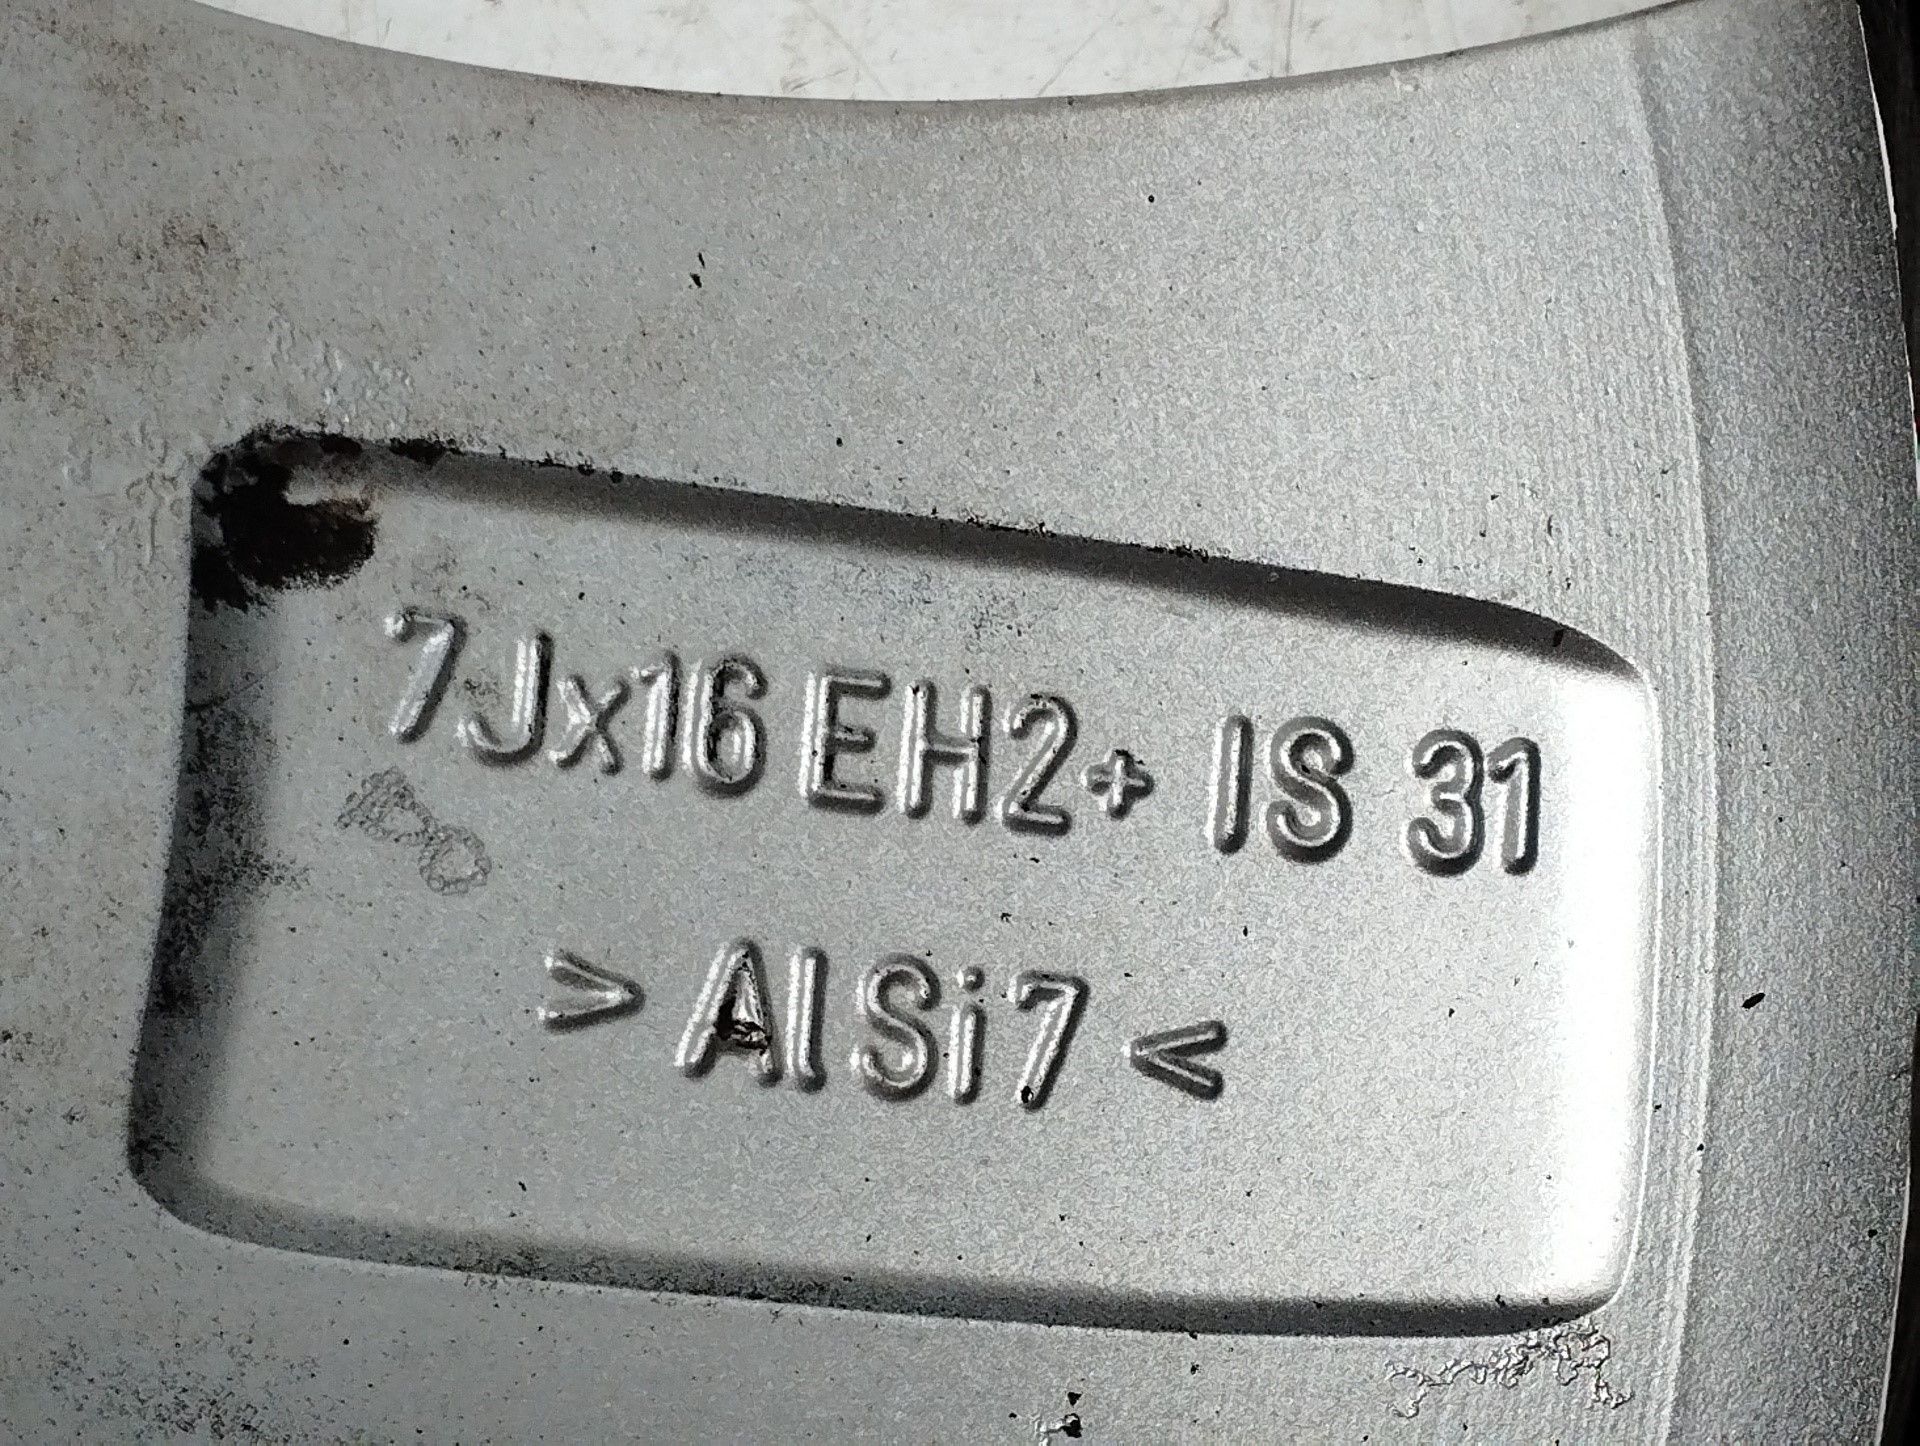 7Jx16 EH2+ IS 31
> AlSi7 <